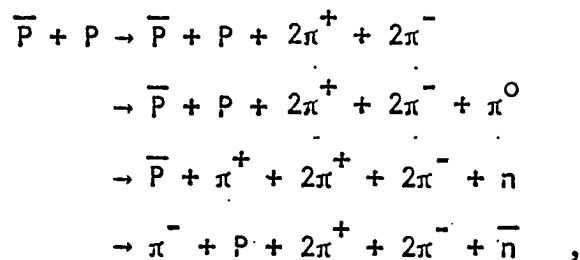 P̅ + P → P̅ + P + 2π⁺ + 2π⁻
→ P̅ + P + 2π⁺ + 2π⁻ + π⁰
→ P̅ + π⁺ + 2π⁺ + 2π⁻ + n
→ π⁻ + P + 2π⁺ + 2π⁻ + n̅ ,